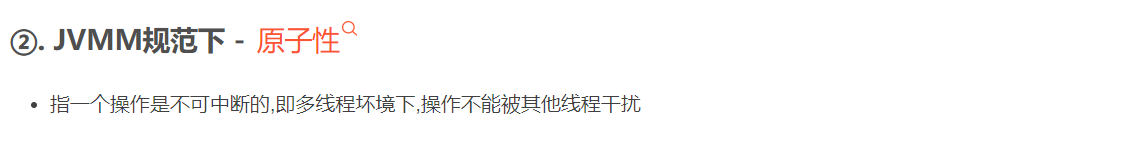 ②. JVMM规范下 - 原子性
• 指一个操作是不可中断的,即多线程环境下,操作不能被其他线程干扰